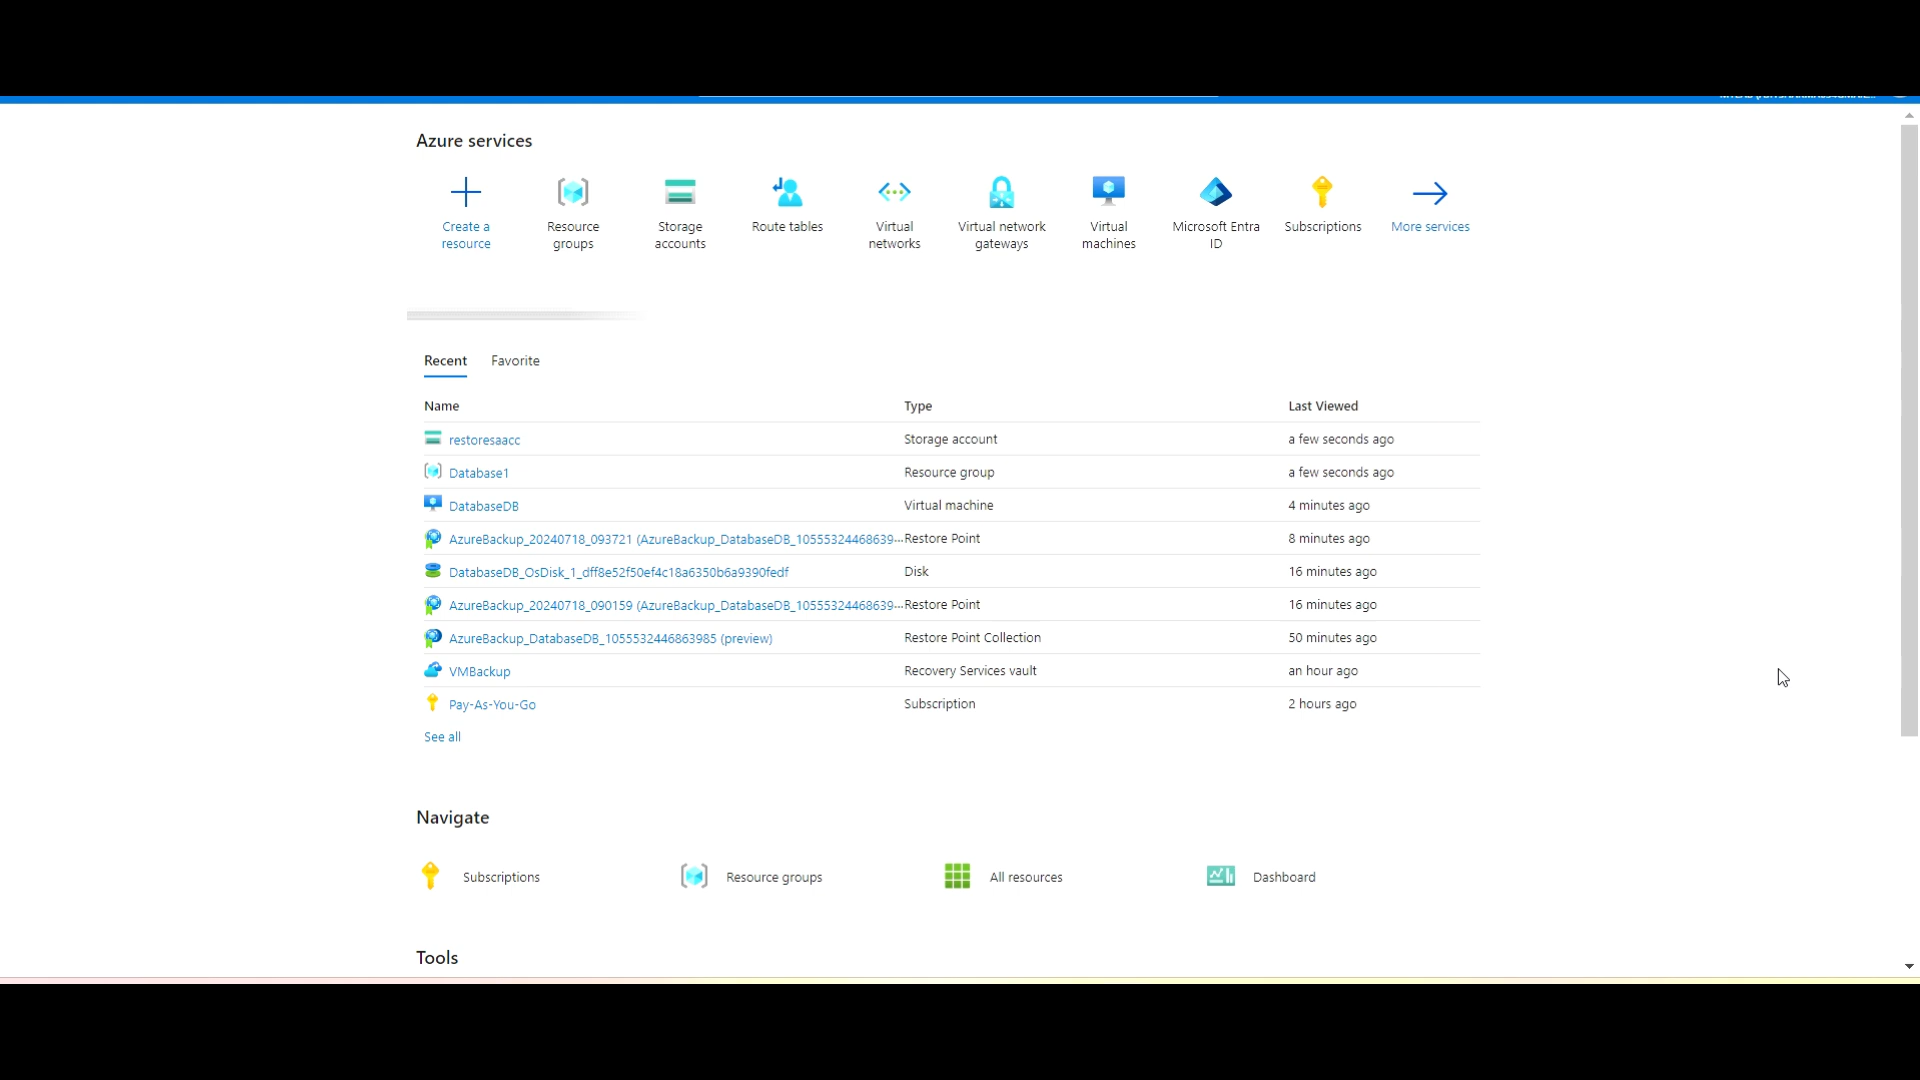 Azure services
Create a resource
Resource groups
Storage accounts
Route tables
Virtual networks
Virtual network gateways
Virtual machines
Microsoft Entra ID
Subscriptions
More services
Recent Favorite
Name Type Last Viewed
restoresaacc Storage account a few seconds ago
Database1 Resource group a few seconds ago
DatabaseDB Virtual machine 4 minutes ago
AzureBackup_20240718_093721 (AzureBackup_DatabaseDB_10555324468639... Restore Point 8 minutes ago
DatabaseDB_OsDisk_1_dff8e52f50ef4c18a6350b6a9390fedf Disk 16 minutes ago
AzureBackup_20240718_090159 (AzureBackup_DatabaseDB_10555324468639... Restore Point 16 minutes ago
AzureBackup_DatabaseDB_1055532446863985 (preview) Restore Point Collection 50 minutes ago
VMBackup Recovery Services vault an hour ago
Pay-As-You-Go Subscription 2 hours ago
See all
Navigate
Subscriptions Resource groups All resources Dashboard
Tools